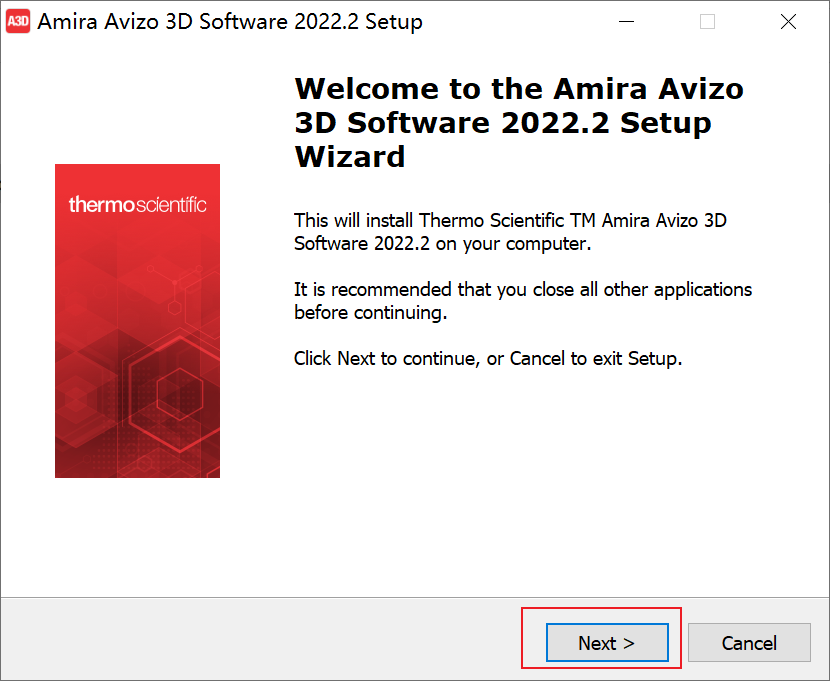 A3D Amira Avizo 3D Software 2022.2 Setup
Welcome to the Amira Avizo
3D Software 2022.2 Setup
Wizard
thermoscientific
This will install Thermo Scientific TM Amira Avizo 3D
Software 2022.2 on your computer.
It is recommended that you close all other applications
before continuing.
Click Next to continue, or Cancel to exit Setup.
Next >
Cancel